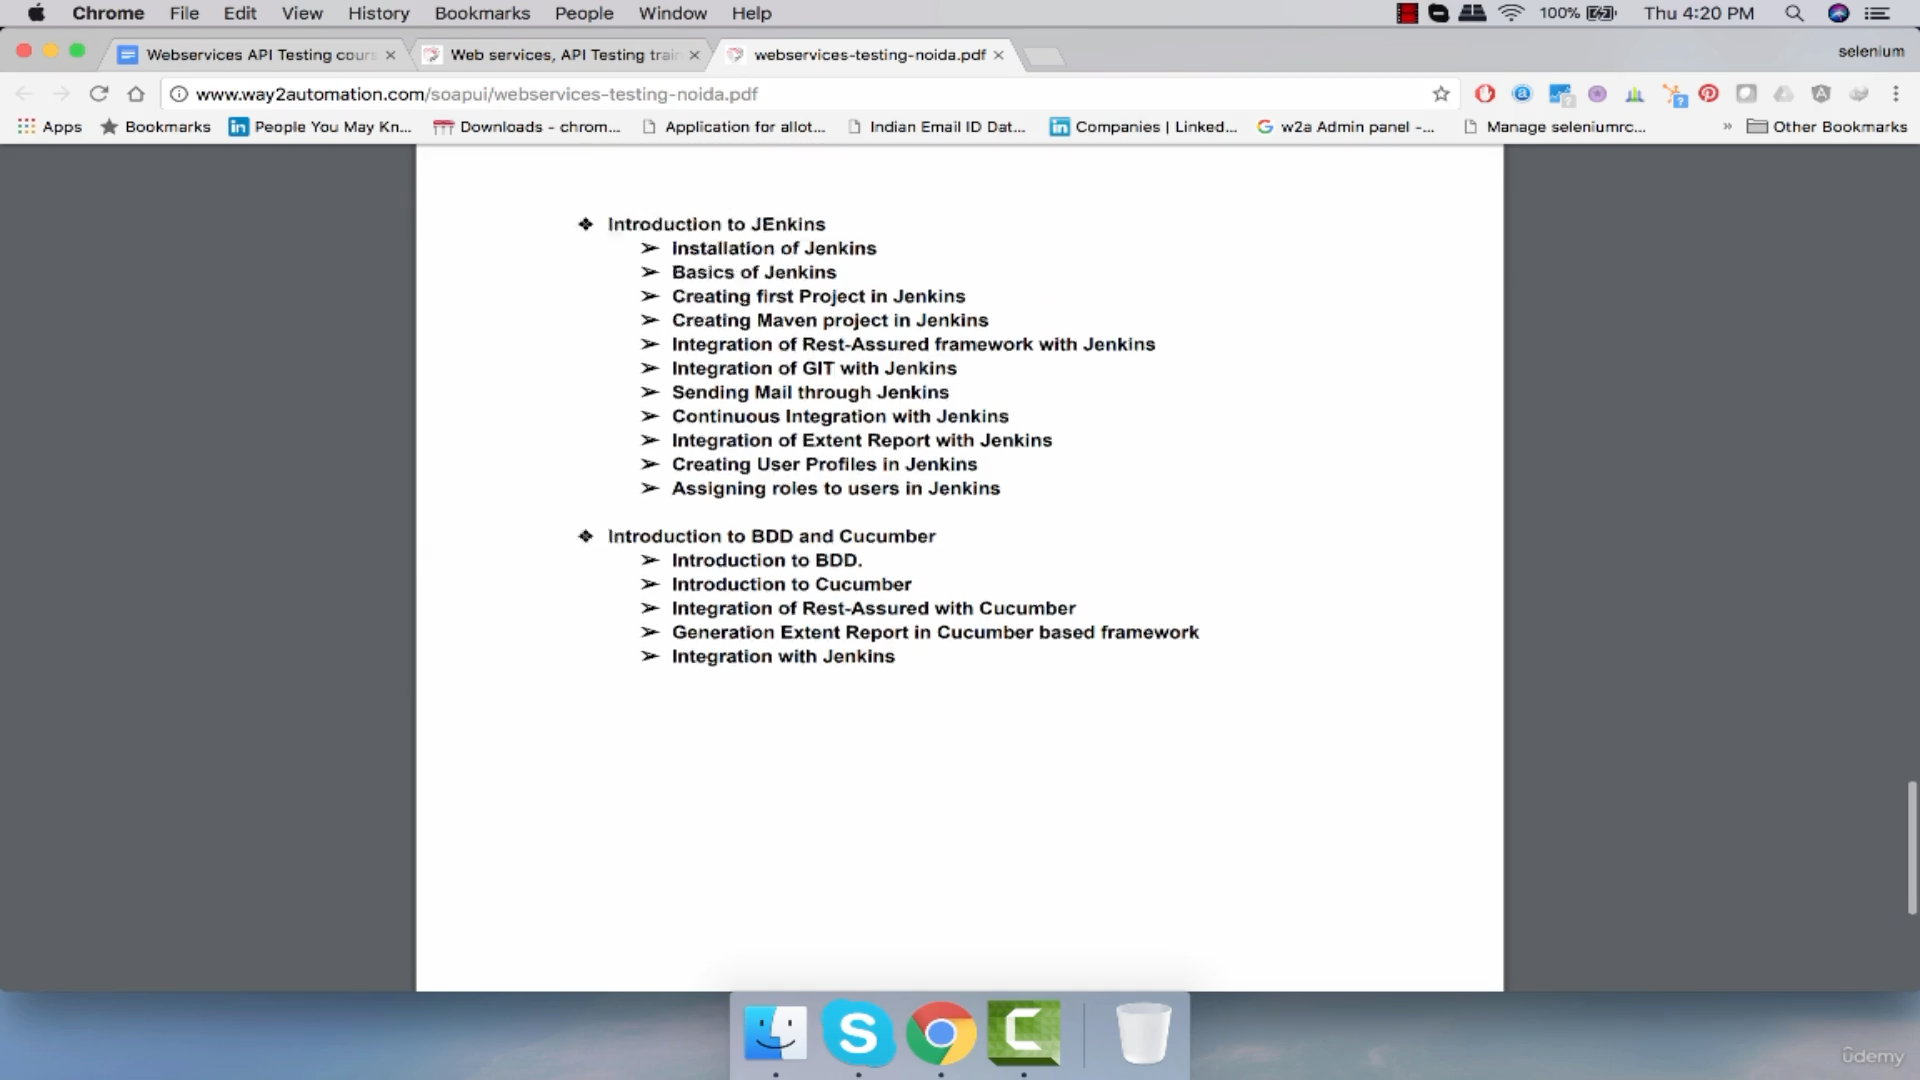 Chrome File Edit View History Bookmarks People Window Help 100% Thu 4:20 PM
Webservices API Testing cours Web services, API Testing train webservices-testing-noida.pdf selenium
www.way2automation.com/soapui/webservices-testing-noida.pdf
Apps Bookmarks People You May Kn... Downloads - chrom... Application for allot... Indian Email ID Dat... Companies | Linked... w2a Admin panel -... Manage seleniumrc... » Other Bookmarks
❖ Introduction to JEnkins
➢ Installation of Jenkins
➢ Basics of Jenkins
➢ Creating first Project in Jenkins
➢ Creating Maven project in Jenkins
➢ Integration of Rest-Assured framework with Jenkins
➢ Integration of GIT with Jenkins
➢ Sending Mail through Jenkins
➢ Continuous Integration with Jenkins
➢ Integration of Extent Report with Jenkins
➢ Creating User Profiles in Jenkins
➢ Assigning roles to users in Jenkins
❖ Introduction to BDD and Cucumber
➢ Introduction to BDD.
➢ Introduction to Cucumber
➢ Integration of Rest-Assured with Cucumber
➢ Generation Extent Report in Cucumber based framework
➢ Integration with Jenkins
udemy